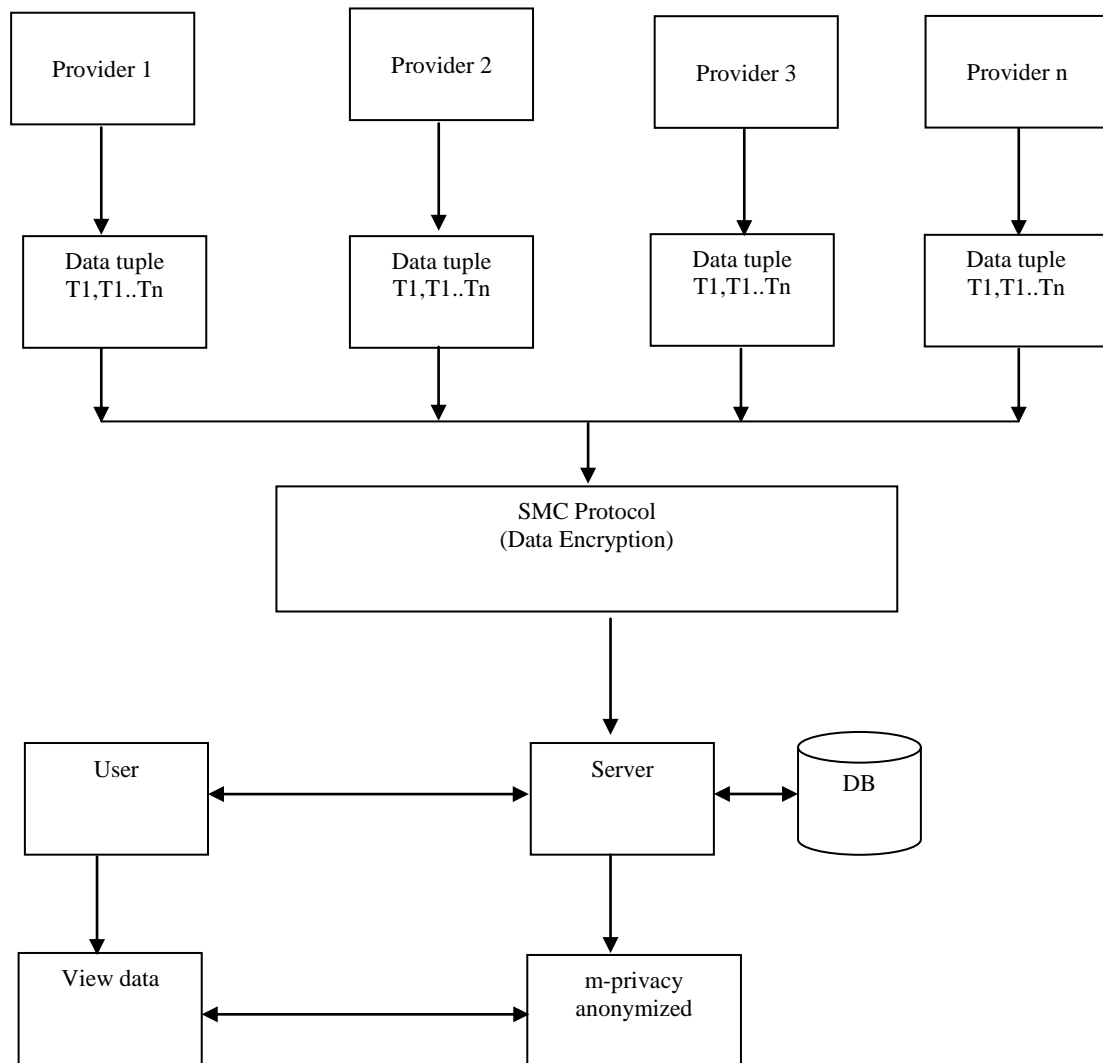 Provider 1
Provider 2
Provider 3
Provider n
Data tuple
T1,T1..Tn
Data tuple
T1,T1..Tn
Data tuple
T1,T1..Tn
Data tuple
T1,T1..Tn
SMC Protocol
(Data Encryption)
User
Server
DB
View data
m-privacy
anonymized